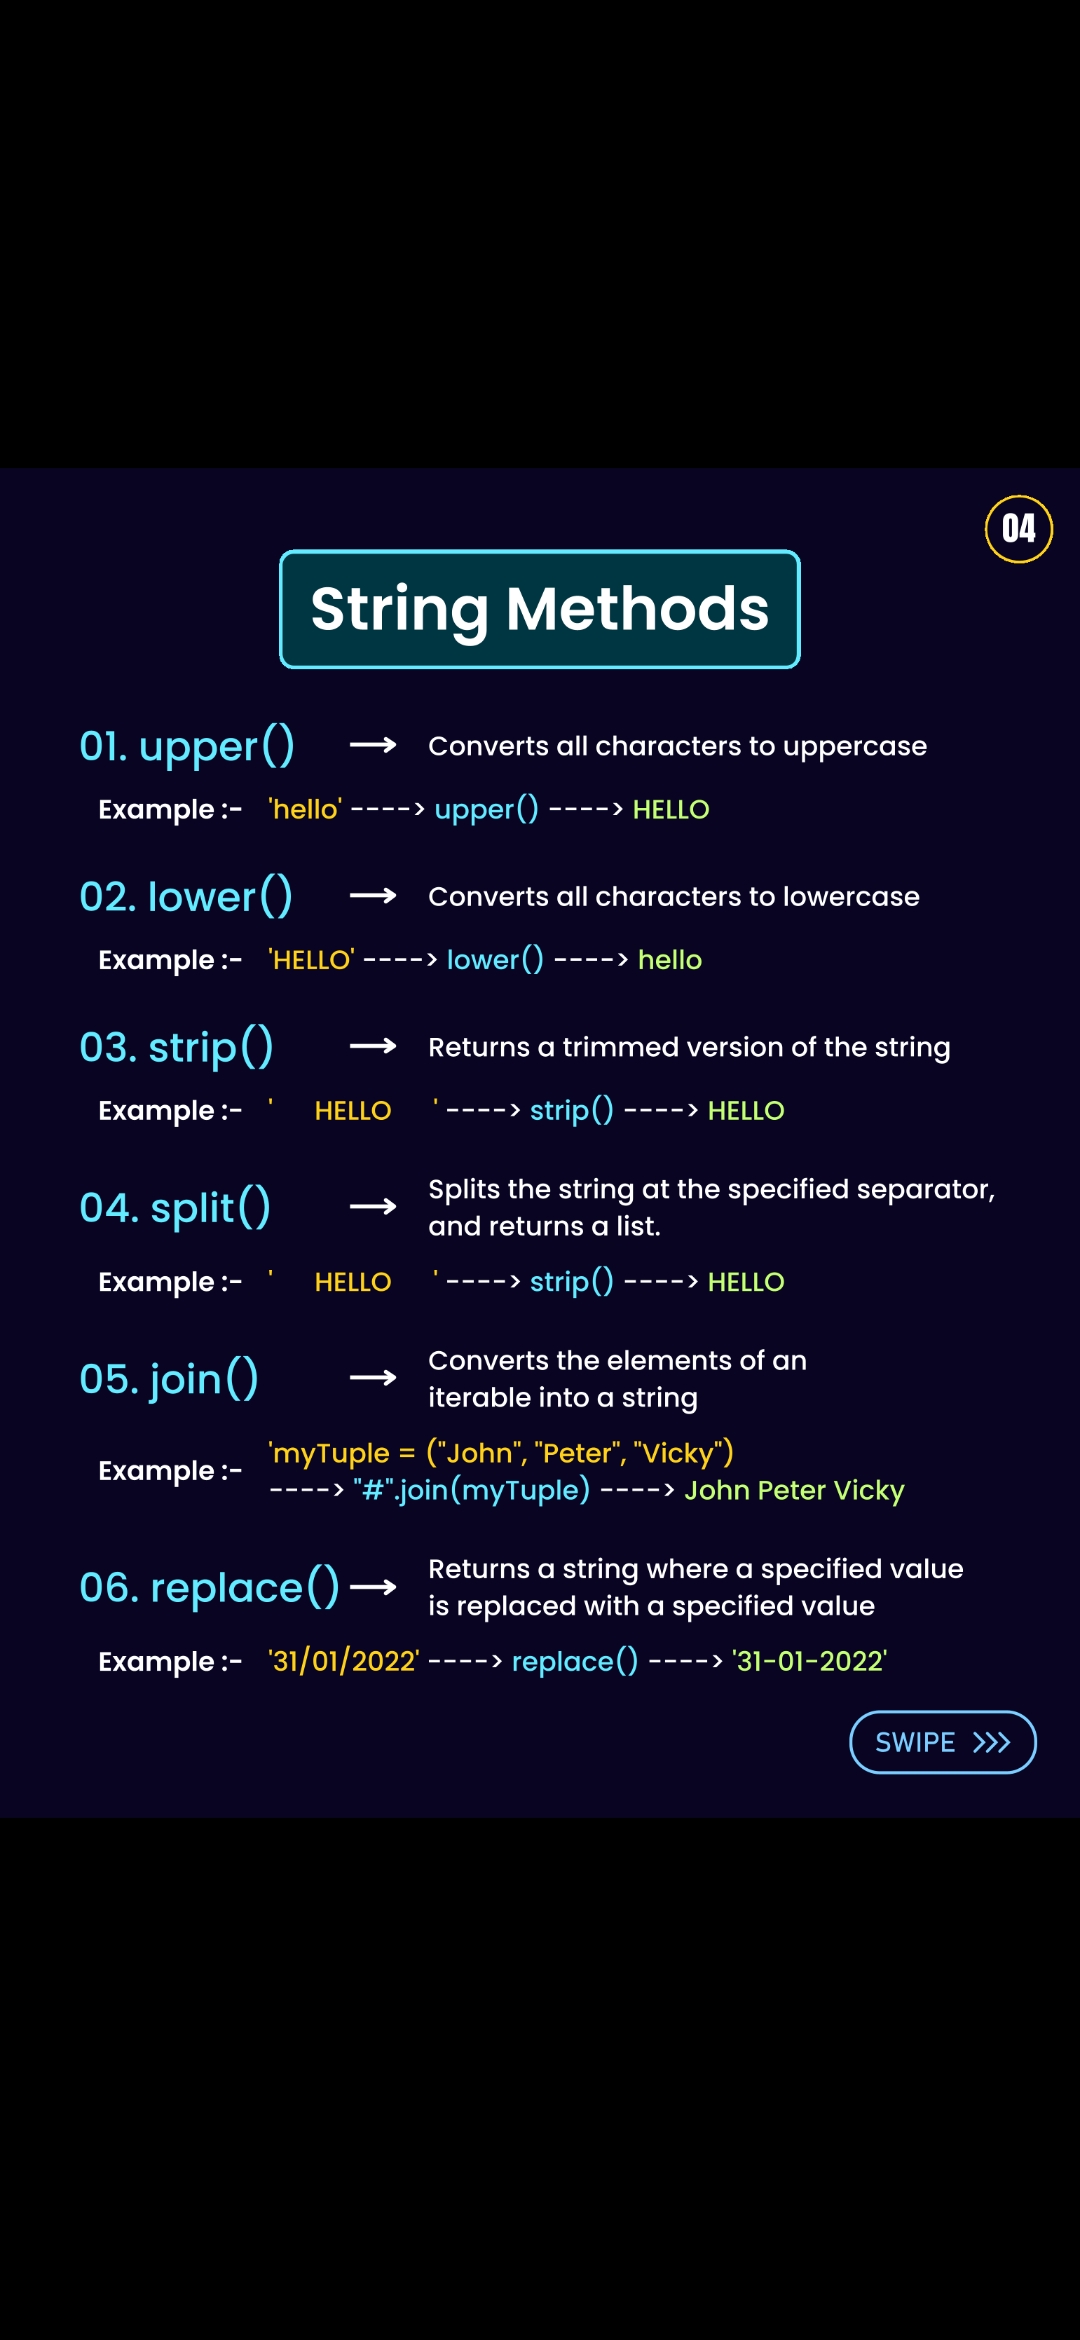 04
String Methods
01. upper() → Converts all characters to uppercase
Example :- 'hello' ----> upper() ----> HELLO
02. lower() → Converts all characters to lowercase
Example :- 'HELLO' ----> lower() ----> hello
03. strip() → Returns a trimmed version of the string
Example :- ' HELLO ' ----> strip() ----> HELLO
04. split() → Splits the string at the specified separator,
and returns a list.
Example :- ' HELLO ' ----> strip() ----> HELLO
05. join() → Converts the elements of an
iterable into a string
Example :- 'myTuple = ("John", "Peter", "Vicky")
----> "#".join(myTuple) ----> John Peter Vicky
06. replace() → Returns a string where a specified value
is replaced with a specified value
Example :- '31/01/2022' ----> replace() ----> '31-01-2022'
SWIPE >>>